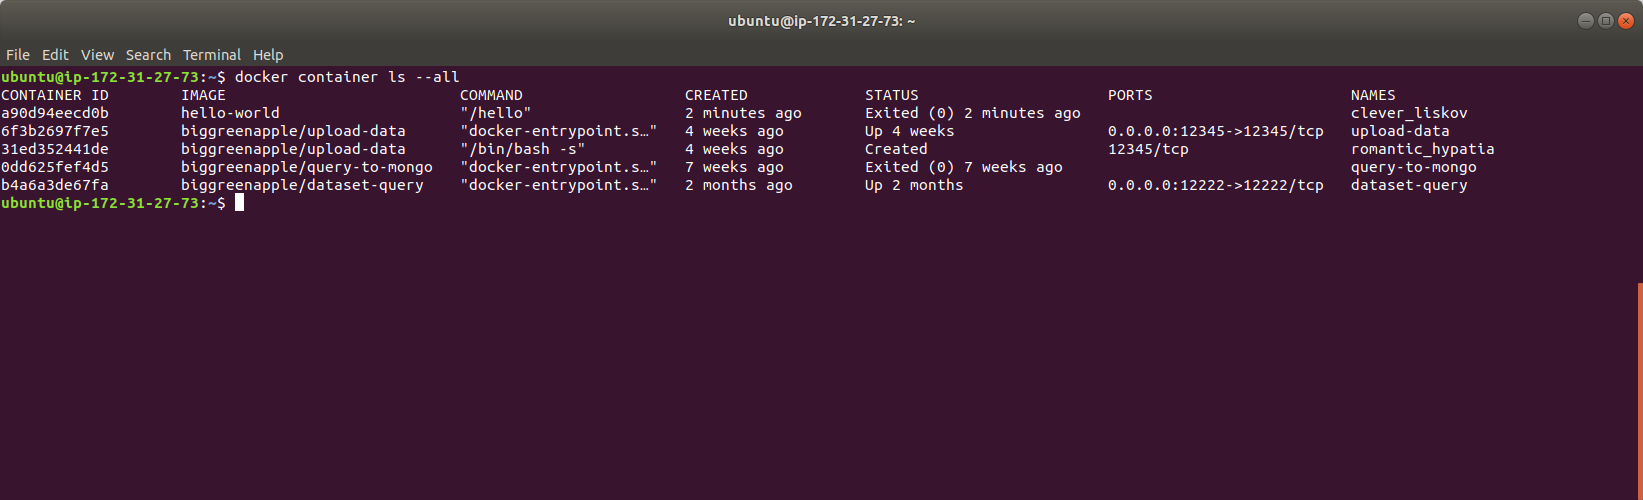 ubuntu@ip-172-31-27-73: ~
File Edit View Search Terminal Help
ubuntu@ip-172-31-27-73:~$ docker container ls --all
CONTAINER ID        IMAGE                          COMMAND                  CREATED             STATUS                     PORTS                      NAMES
a90d94eecd0b        hello-world                    "/hello"                 2 minutes ago       Exited (0) 2 minutes ago                              clever_liskov
6f3b2697f7e5        biggreenapple/upload-data      "docker-entrypoint.s…"   4 weeks ago         Up 4 weeks                 0.0.0.0:12345->12345/tcp   upload-data
31ed352441de        biggreenapple/upload-data      "/bin/bash -s"           4 weeks ago         Created                    12345/tcp                  romantic_hypatia
0dd625fef4d5        biggreenapple/query-to-mongo   "docker-entrypoint.s…"   7 weeks ago         Exited (0) 7 weeks ago                                query-to-mongo
b4a6a3de67fa        biggreenapple/dataset-query    "docker-entrypoint.s…"   2 months ago        Up 2 months                0.0.0.0:12222->12222/tcp   dataset-query
ubuntu@ip-172-31-27-73:~$